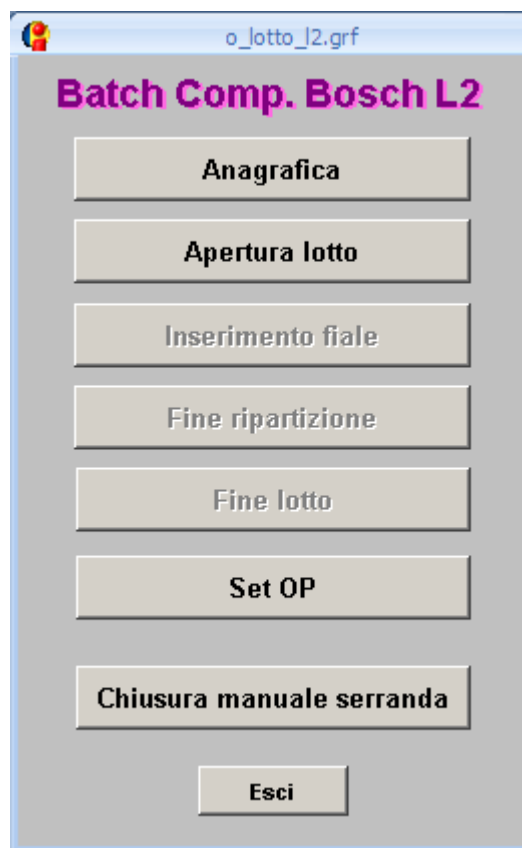 o_lotto_l2.grf
Batch Comp. Bosch L2
Anagrafica
Apertura lotto
Inserimento fiale
Fine ripartizione
Fine lotto
Set OP
Chiusura manuale serranda
Esci